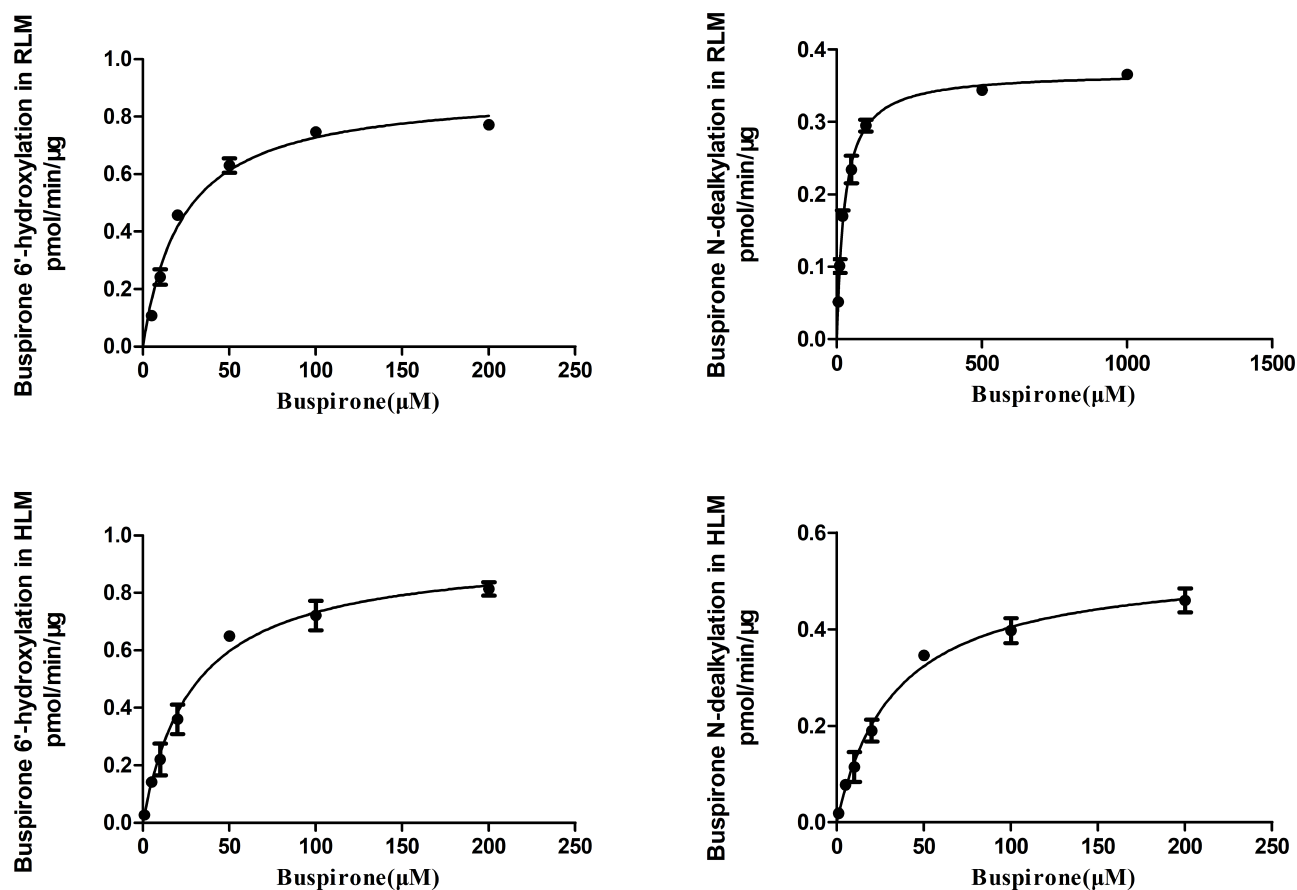 Buspirone 6'-hydroxylation in RLM
pmol/min/µg
1.0
0.8
0.6
0.4
0.2
0.0
0 50 100 150 200 250
Buspirone(µM)
Buspirone N-dealkylation in RLM
pmol/min/µg
0.4
0.3
0.2
0.1
0.0
0 500 1000 1500
Buspirone(µM)
Buspirone 6'-hydroxylation in HLM
pmol/min/µg
1.0
0.8
0.6
0.4
0.2
0.0
0 50 100 150 200 250
Buspirone(µM)
Buspirone N-dealkylation in HLM
pmol/min/µg
0.6
0.4
0.2
0.0
0 50 100 150 200 250
Buspirone(µM)